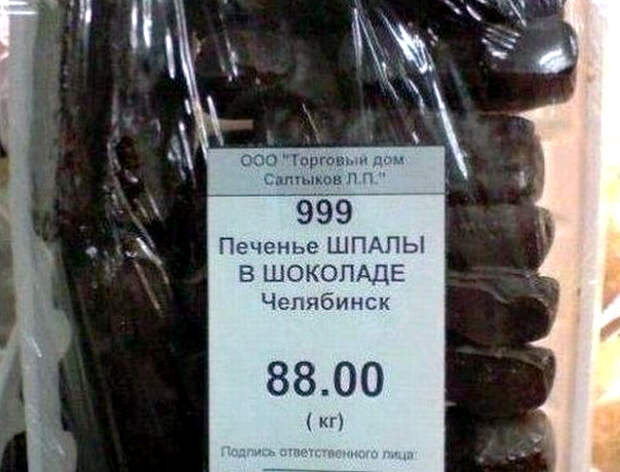 ООО "Торговый дом
Салтыков Л.П."
999
Печенье ШПАЛЫ
В ШОКОЛАДЕ
Челябинск
88.00
( кг)
Подпись ответственного лица: